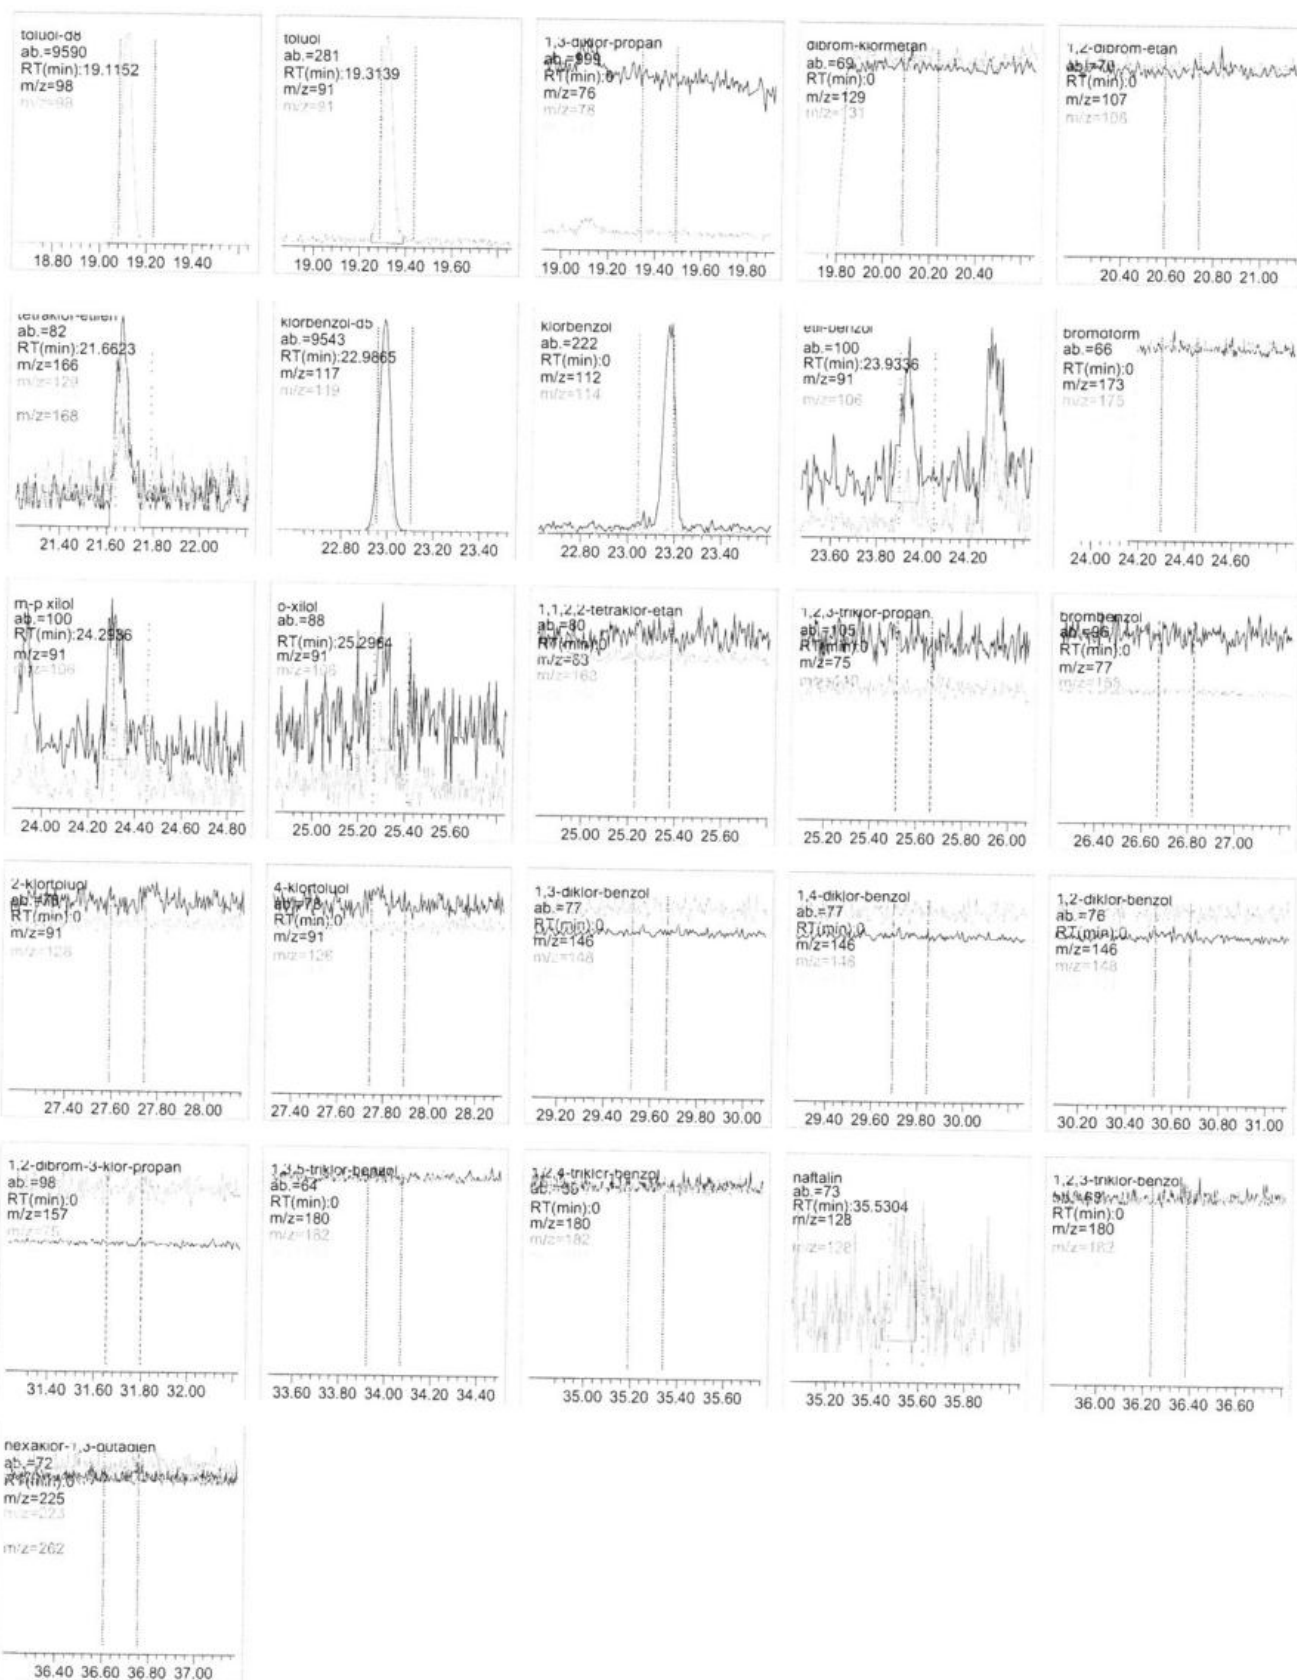 toluol-d8
ab.=9590
RT(min):19.1152
m/z=98
18.80 19.00 19.20 19.40
toluol
ab.=281
RT(min):19.3139
m/z=91
m/z=91
19.00 19.20 19.40 19.60
1,3-diklor-propan
RT(min):0
m/z=76
m/z=78
19.00 19.20 19.40 19.60 19.80
dibrom-klormetan
ab.=69
RT(min):0
m/z=129
19.80 20.00 20.20 20.40
1,2-dibrom-etan
RT(min):0
m/z=107
20.40 20.60 20.80 21.00
tetraklor-etilen
ab.=82
RT(min):21.6623
m/z=166
m/z=129
m/z=168
21.40 21.60 21.80 22.00
klorbenzol-d5
ab.=9543
RT(min):22.9865
m/z=117
m/z=119
22.80 23.00 23.20 23.40
klorbenzol
ab.=222
RT(min):0
m/z=112
m/z=114
22.80 23.00 23.20 23.40
etil-benzol
ab.=100
RT(min):23.9336
m/z=91
m/z=106
23.60 23.80 24.00 24.20
bromoform
ab.=66
RT(min):0
m/z=173
m/z=175
24.00 24.20 24.40 24.60
m-p xilol
ab.=100
RT(min):24.2936
m/z=91
m/z=106
24.00 24.20 24.40 24.60 24.80
o-xilol
ab.=88
RT(min):25.2964
m/z=91
m/z=106
25.00 25.20 25.40 25.60
1,1,2,2-tetraklor-etan
ab.=80
RT(min):0
m/z=83
25.00 25.20 25.40 25.60
1,2,3-triklor-propan
ab.=105
RT(min):0
m/z=75
25.20 25.40 25.60 25.80 26.00
brombenzol
ab.=96
RT(min):0
m/z=77
26.40 26.60 26.80 27.00
2-klortoluol
RT(min):0
m/z=91
m/z=126
27.40 27.60 27.80 28.00
4-klortoluol
RT(min):0
m/z=91
m/z=126
27.40 27.60 27.80 28.00 28.20
1,3-diklor-benzol
ab.=77
RT(min):0
m/z=146
m/z=148
29.20 29.40 29.60 29.80 30.00
1,4-diklor-benzol
ab.=77
RT(min):0
m/z=146
m/z=148
29.40 29.60 29.80 30.00
1,2-diklor-benzol
ab.=76
RT(min):0
m/z=146
m/z=148
30.20 30.40 30.60 30.80 31.00
1,2-dibrom-3-klor-propan
ab.=98
RT(min):0
m/z=157
m/z=75
31.40 31.60 31.80 32.00
1,3,5-triklor-benzol
ab.=64
RT(min):0
m/z=180
m/z=182
33.60 33.80 34.00 34.20 34.40
1,2,4-triklor-benzol
RT(min):0
m/z=180
m/z=182
35.00 35.20 35.40 35.60
naftalin
ab.=73
RT(min):35.5304
m/z=128
m/z=128
35.20 35.40 35.60 35.80
1,2,3-triklor-benzol
RT(min):0
m/z=180
m/z=182
36.00 36.20 36.40 36.60
hexaklor-1,3-butadien
ab.=72
RT(min):0
m/z=225
m/z=223
m/z=262
36.40 36.60 36.80 37.00